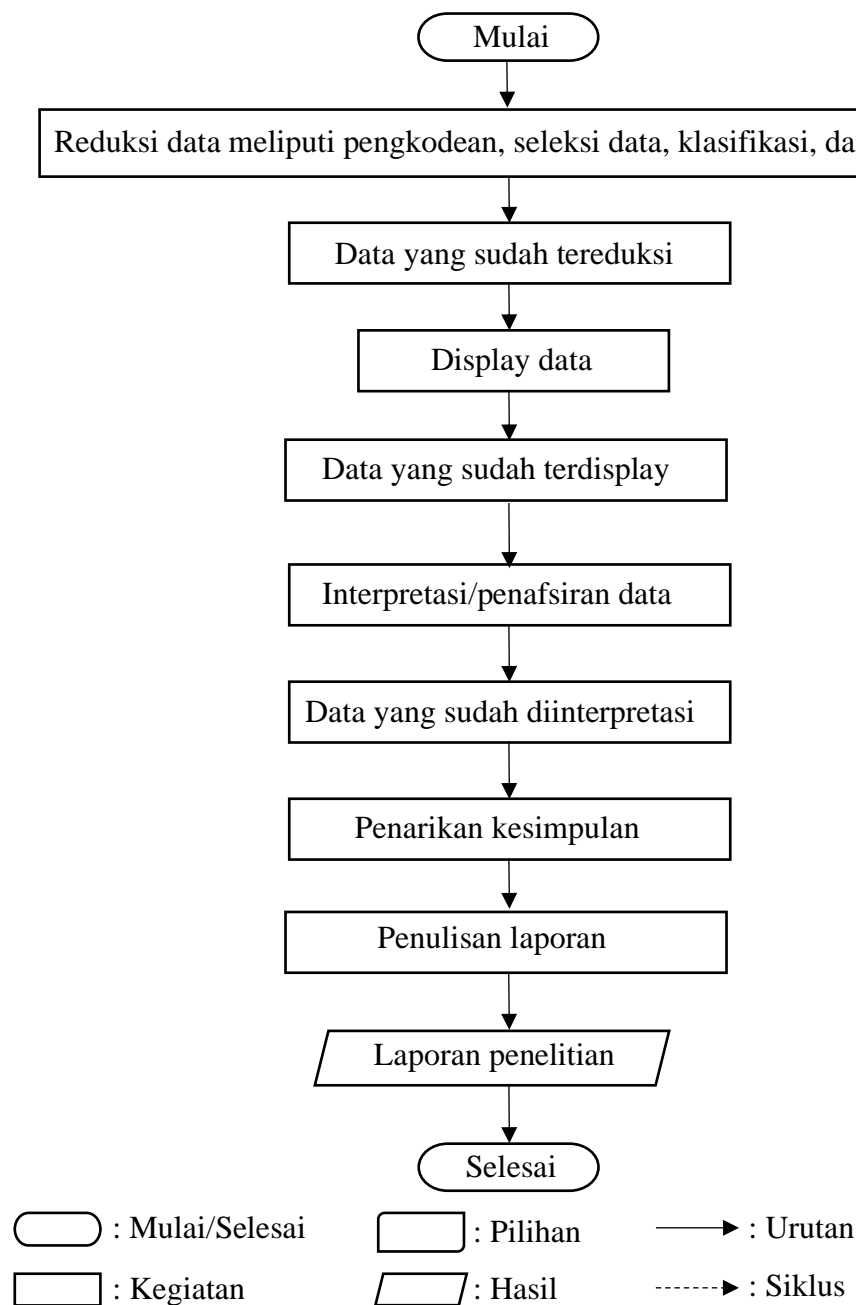 Mulai
Reduksi data meliputi pengkodean, seleksi data, klasifikasi,
Data yang sudah tereduksi
Display data
Data yang sudah terdisplay
Interpretasi/penafsiran data
Data yang sudah diinterpretasi
Penarikan kesimpulan
Penulisan laporan
Laporan penelitian
Selesai
: Mulai/Selesai : Pilihan : Urutan
: Kegiatan : Hasil : Siklus